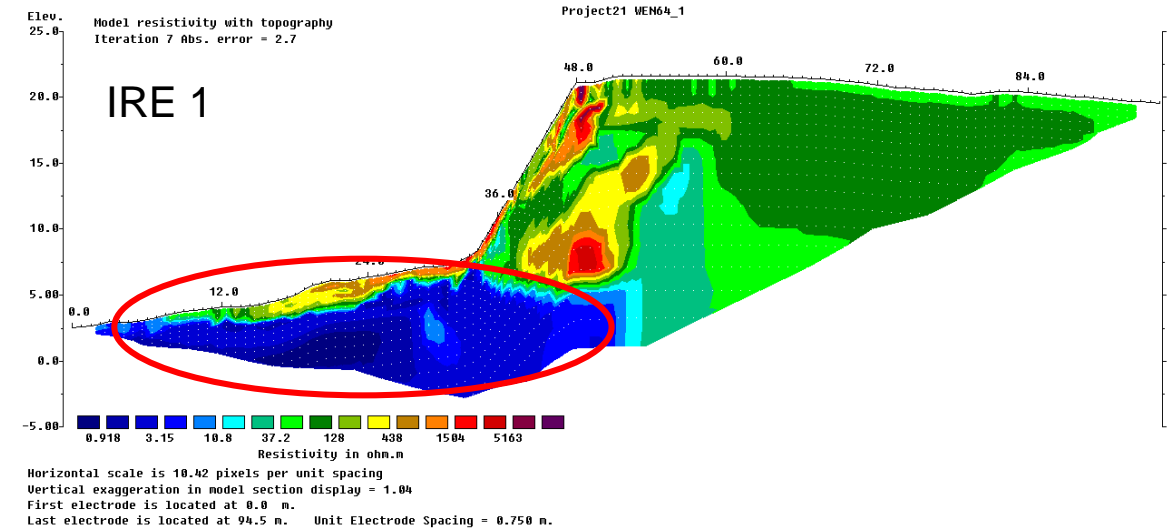 Project21 WEN64_1
Elev.
Model resistivity with topography
Iteration 7 Abs. error = 2.7
25.0
IRE 1
48.0
60.0
72.0
84.0
20.0
15.0
36.0
10.0
24.0
5.00
12.0
0.0
0.0
-5.00
0.918 3.15 10.8 37.2 128 438 1504 5163
Resistivity in ohm.m
Horizontal scale is 10.42 pixels per unit spacing
Vertical exaggeration in model section display = 1.04
First electrode is located at 0.0 m.
Last electrode is located at 94.5 m. Unit Electrode Spacing = 0.750 m.